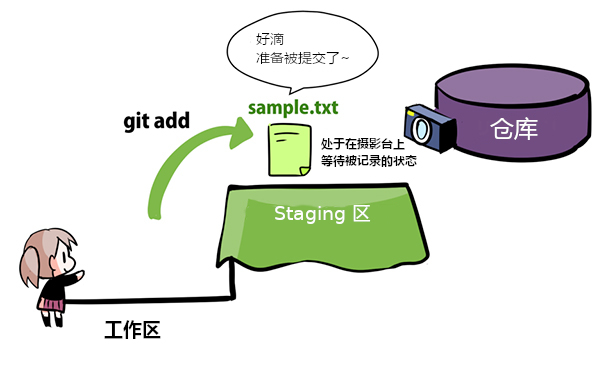 好滴
准备被提交了~
sample.txt
git add
处于在摄影台上
等待被记录的状态
仓库
Staging 区
工作区